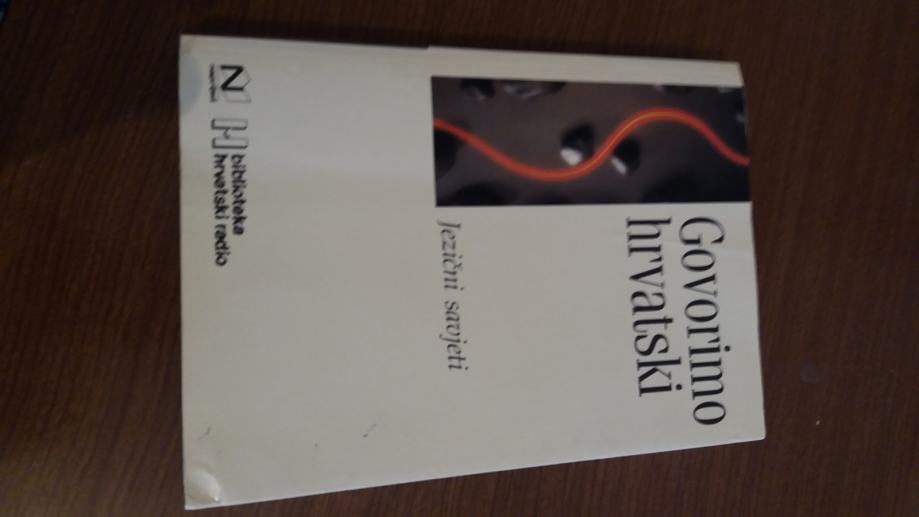 Govorimo
hrvatski
Jezični savjeti
biblioteka
hrvatski radio